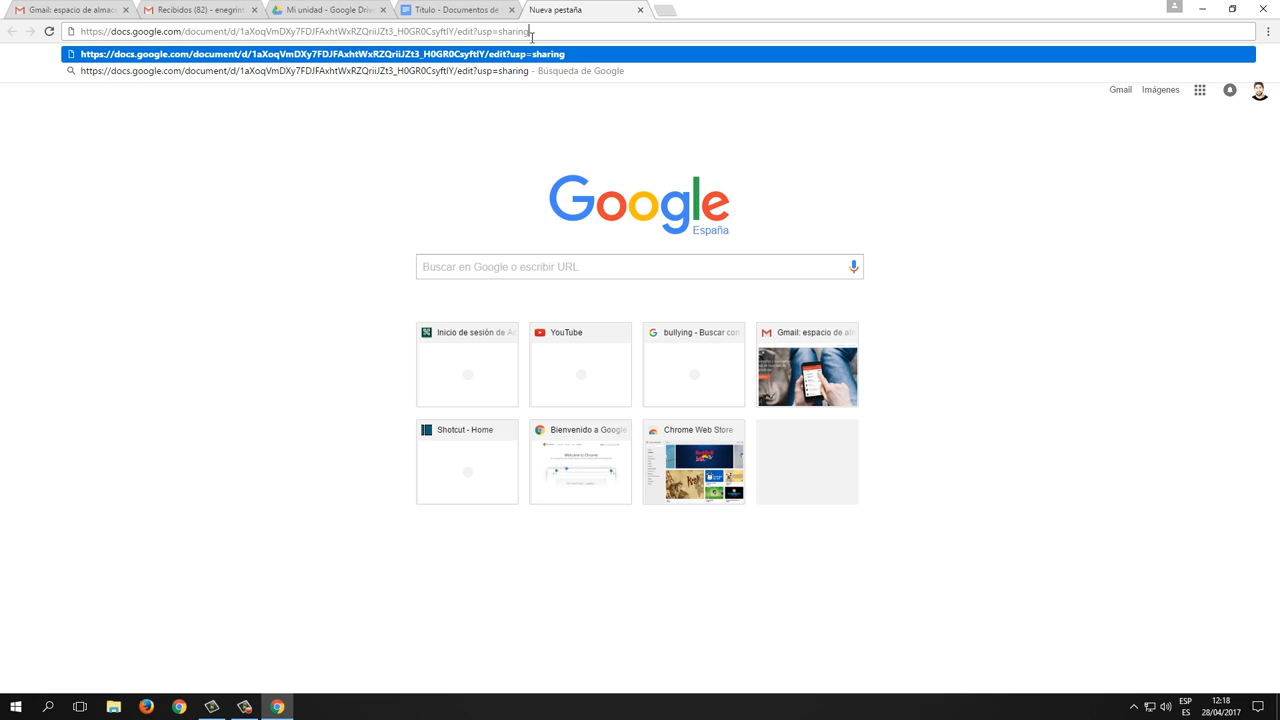 Gmail: espacio de almac
Recibidos (82) - enegrint
Mi unidad - Google Drive
Título - Documentos de
Nueva pestaña
https://docs.google.com/document/d/1aXoqVmDXy7FDJFAxhtWxRZQriiJZt3_H0GR0CsyftIY/edit?usp=sharing
https://docs.google.com/document/d/1aXoqVmDXy7FDJFAxhtWxRZQriiJZt3_H0GR0CsyftIY/edit?usp=sharing
https://docs.google.com/document/d/1aXoqVmDXy7FDJFAxhtWxRZQriiJZt3_H0GR0CsyftIY/edit?usp=sharing - Búsqueda de Google
Gmail Imágenes
Google
España
Buscar en Google o escribir URL
Inicio de sesión de A
YouTube
bullying - Buscar con
Gmail: espacio de alm
Shotcut - Home
Bienvenido a Google
Chrome Web Store
ESP
ES
12:18
28/04/2017